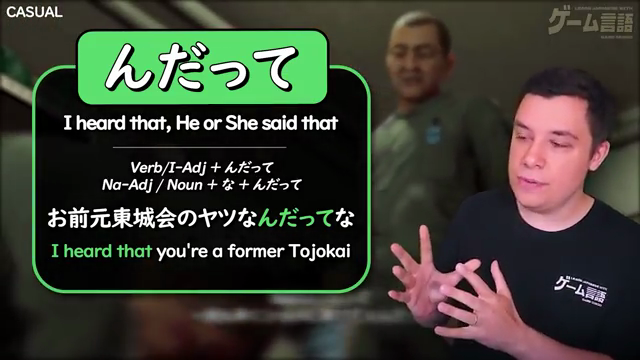 CASUAL
ゲーム言語
んだって
I heard that, He or She said that
Verb/I-Adj + んだって
Na-Adj / Noun + な + んだって
お前元東城会のヤツなんだってな
I heard that you're a former Tojokai
ゲーム言語